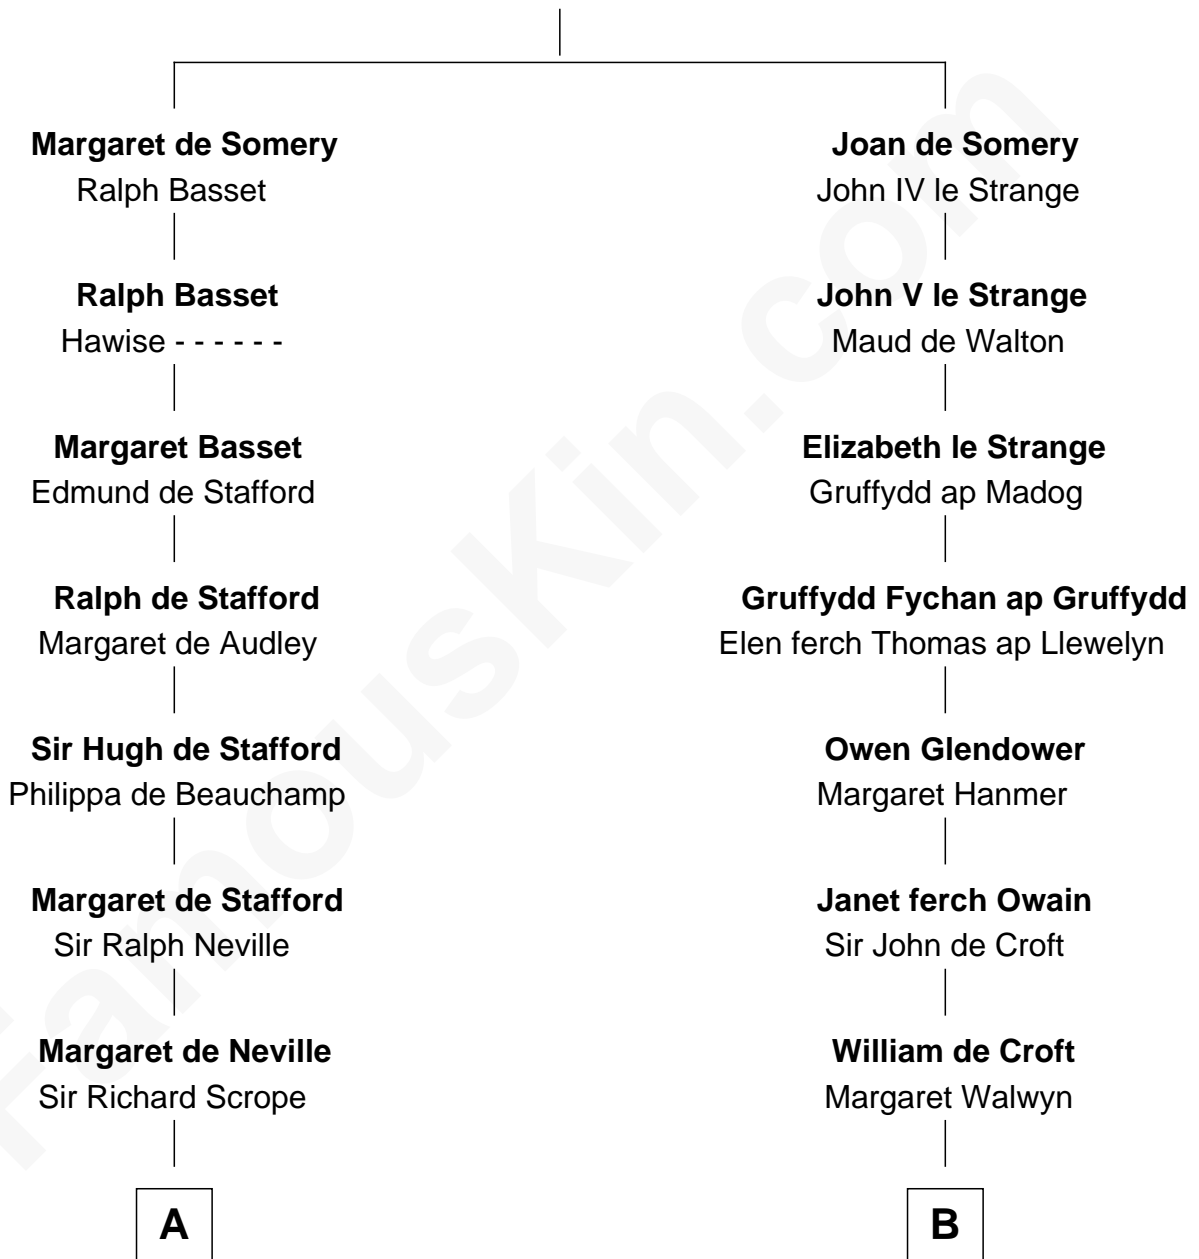 Margaret de Somery
Ralph Basset
Joan de Somery
John IV le Strange
Ralph Basset
Hawise - - - - - -
John V le Strange
Maud de Walton
Margaret Basset
Edmund de Stafford
Elizabeth le Strange
Gruffydd ap Madog
Ralph de Stafford
Margaret de Audley
Gruffydd Fychan ap Gruffydd
Elen ferch Thomas ap Llewelyn
Sir Hugh de Stafford
Philippa de Beauchamp
Owen Glendower
Margaret Hanmer
Margaret de Stafford
Sir Ralph Neville
Janet ferch Owain
Sir John de Croft
Margaret de Neville
Sir Richard Scrope
William de Croft
Margaret Walwyn
A
B
FamousKin.com